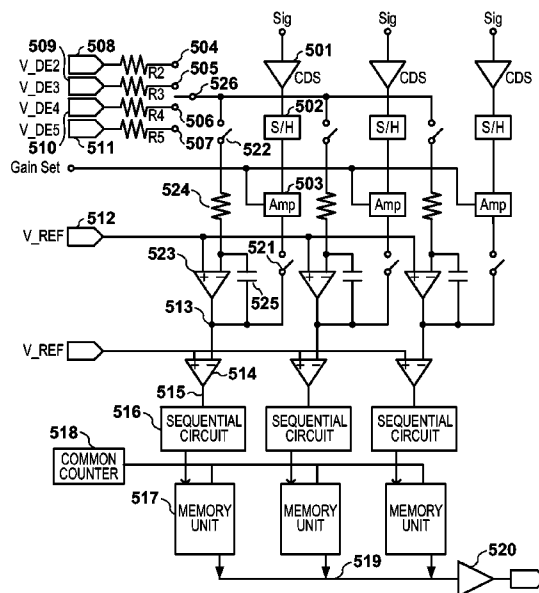 Sig Sig Sig
509 508 504 501
V_DE2 R2 CDS CDS CDS
V_DE3 R3 505
526
V_DE4 R4 506 502
V_DE5 R5 507 S/H S/H S/H
510 511 522
Gain Set
524 503
Amp Amp Amp
512
V_REF 521
523 + − + − + −
513 525
V_REF + − 514 + − + −
515
516 SEQUENTIAL CIRCUIT SEQUENTIAL CIRCUIT SEQUENTIAL CIRCUIT
518
COMMON COUNTER
517 MEMORY UNIT MEMORY UNIT MEMORY UNIT
519 520